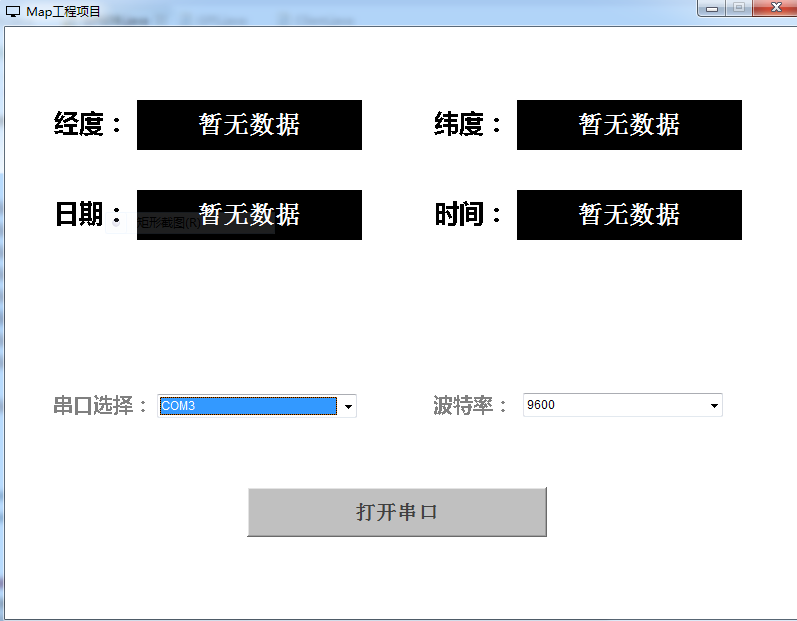 Map工程项目
经度： 暂无数据 纬度： 暂无数据
日期： 暂无数据 时间： 暂无数据
矩形截图(R)
串口选择： COM3 波特率： 9600
打开串口